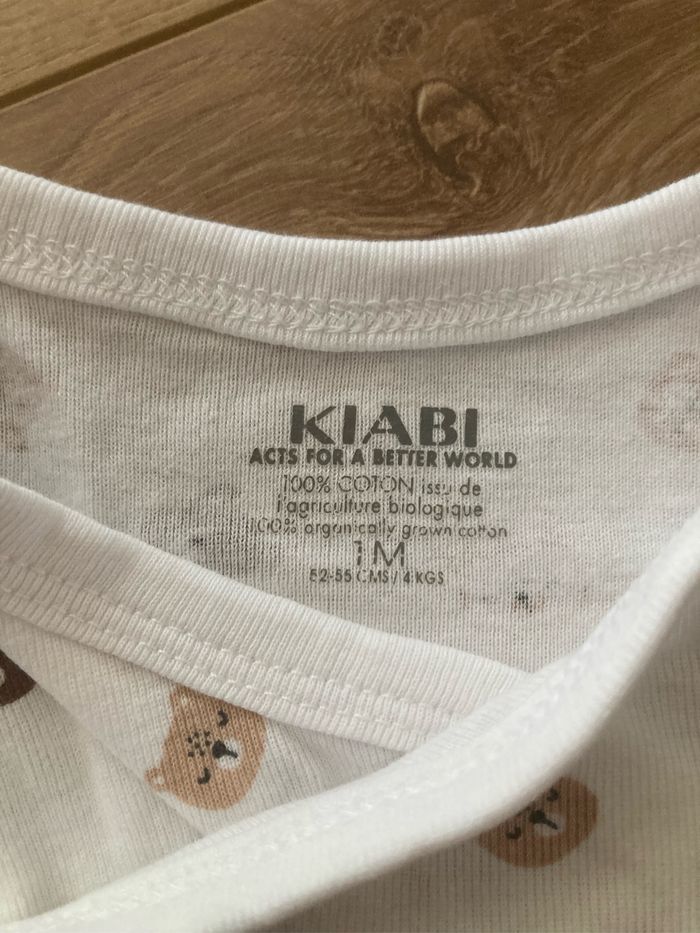 KIABI
ACTS FOR A BETTER WORLD
100% COTON issu de
l'agriculture biologique
100% organically grown cotton
1M
52-55 CMS / 4 KGS